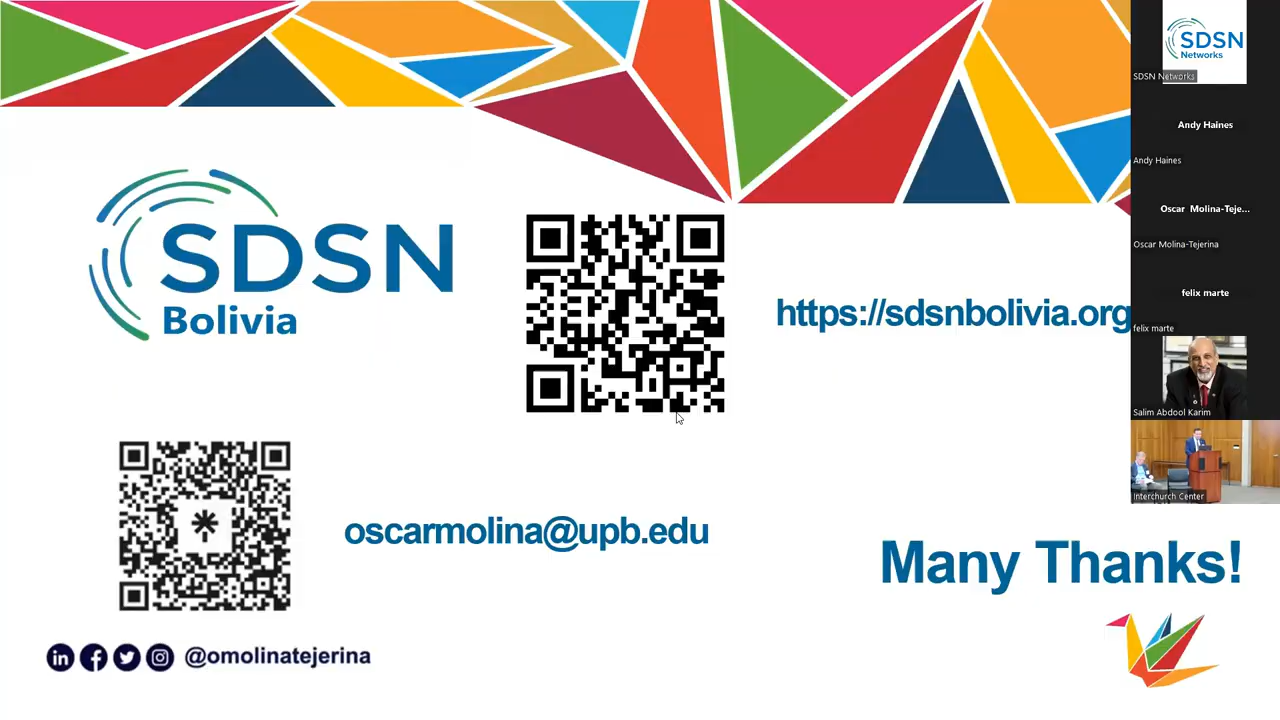 SDSN
Bolivia
https://sdsnbolivia.org
oscarmolina@upb.edu
Many Thanks!
@omolinatejerina
SDSN
Networks
SDSN Networks
Andy Haines
Andy Haines
Oscar Molina-Teje...
Oscar Molina-Tejerina
felix marte
felix marte
Salim Abdool Karim
Interchurch Center